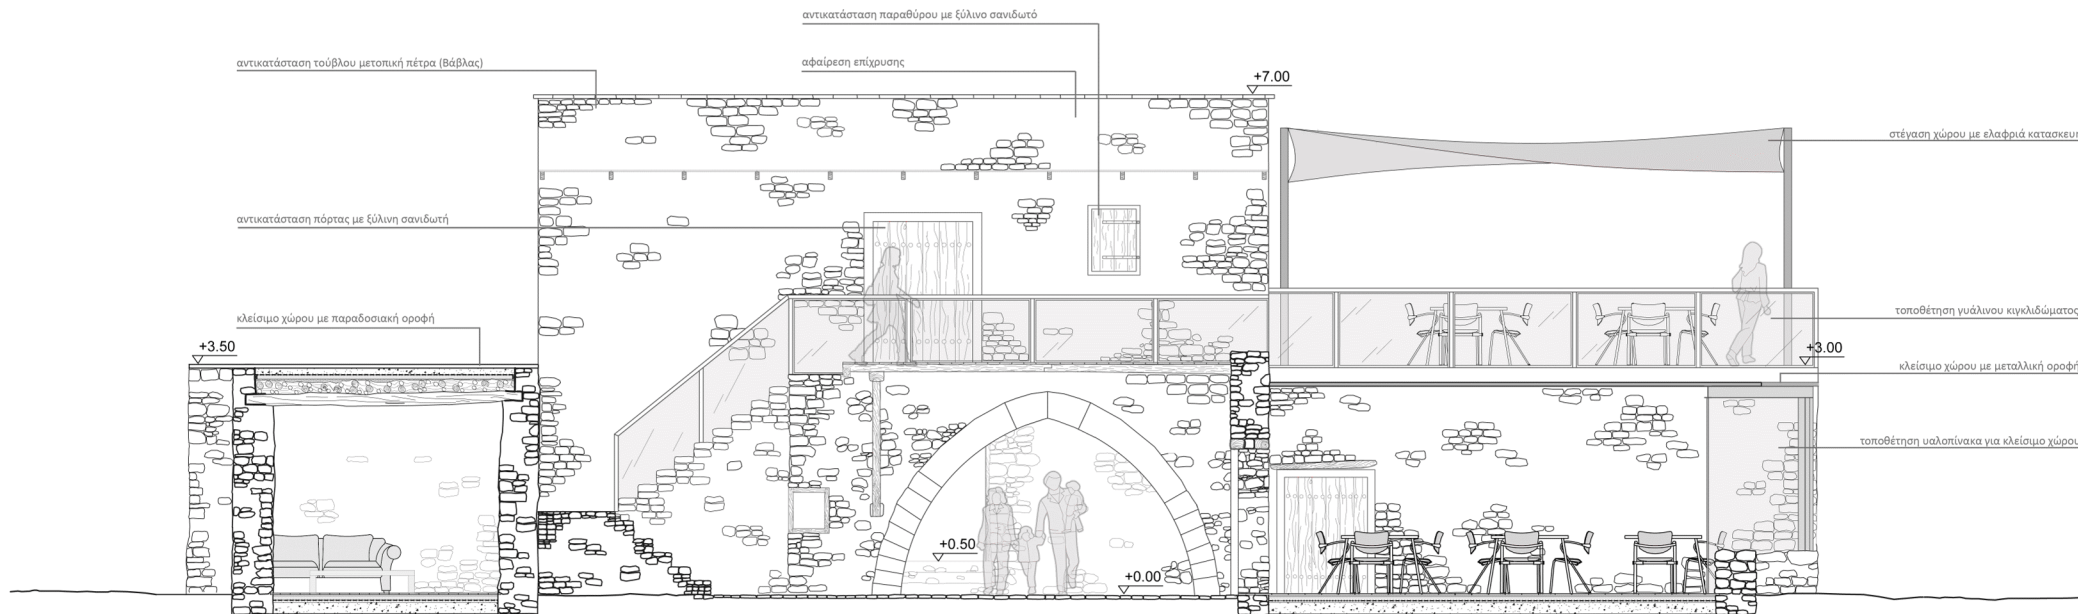 αντικατάσταση παραθύρου με ξύλινο σανιδωτό
αντικατάσταση τούβλου μετοπική πέτρα (Βάβλας)
αφαίρεση επίχρυσης
+7.00
στέγαση χώρου με ελαφριά κατασκευή
αντικατάσταση πόρτας με ξύλινη σανιδωτή
τοποθέτηση γυάλινου κιγκλιδώματος
κλείσιμο χώρου με παραδοσιακή οροφή
+3.50
+3.00
κλείσιμο χώρου με μεταλλική οροφή
τοποθέτηση υαλοπίνακα για κλείσιμο χώρου
+0.50
+0.00